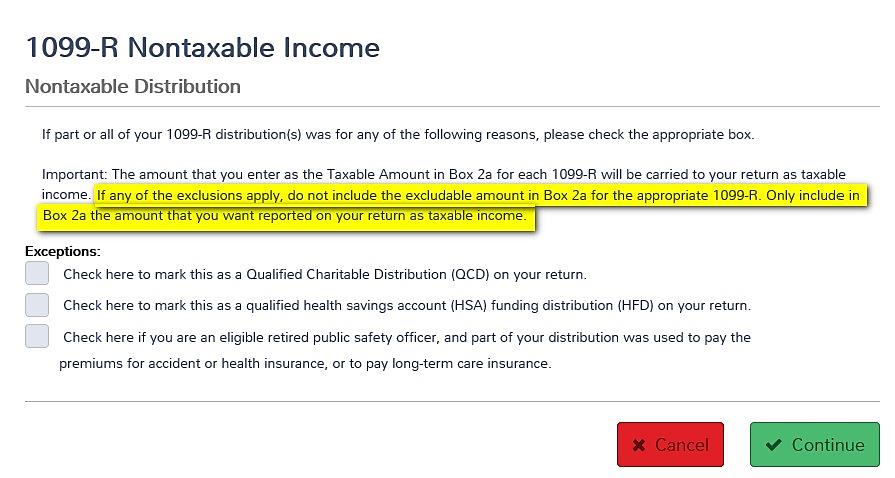 1099-R Nontaxable Income
Nontaxable Distribution
If part or all of your 1099-R distribution(s) was for any of the following reasons, please check the appropriate box.
Important: The amount that you enter as the Taxable Amount in Box 2a for each 1099-R will be carried to your return as taxable
income. If any of the exclusions apply, do not include the excludable amount in Box 2a for the appropriate 1099-R. Only include in
Box 2a the amount that you want reported on your return as taxable income.
Exceptions:
Check here to mark this as a Qualified Charitable Distribution (QCD) on your return.
Check here to mark this as a qualified health savings account (HSA) funding distribution (HFD) on your return.
Check here if you are an eligible retired public safety officer, and part of your distribution was used to pay the
premiums for accident or health insurance, or to pay long-term care insurance.
Cancel Continue